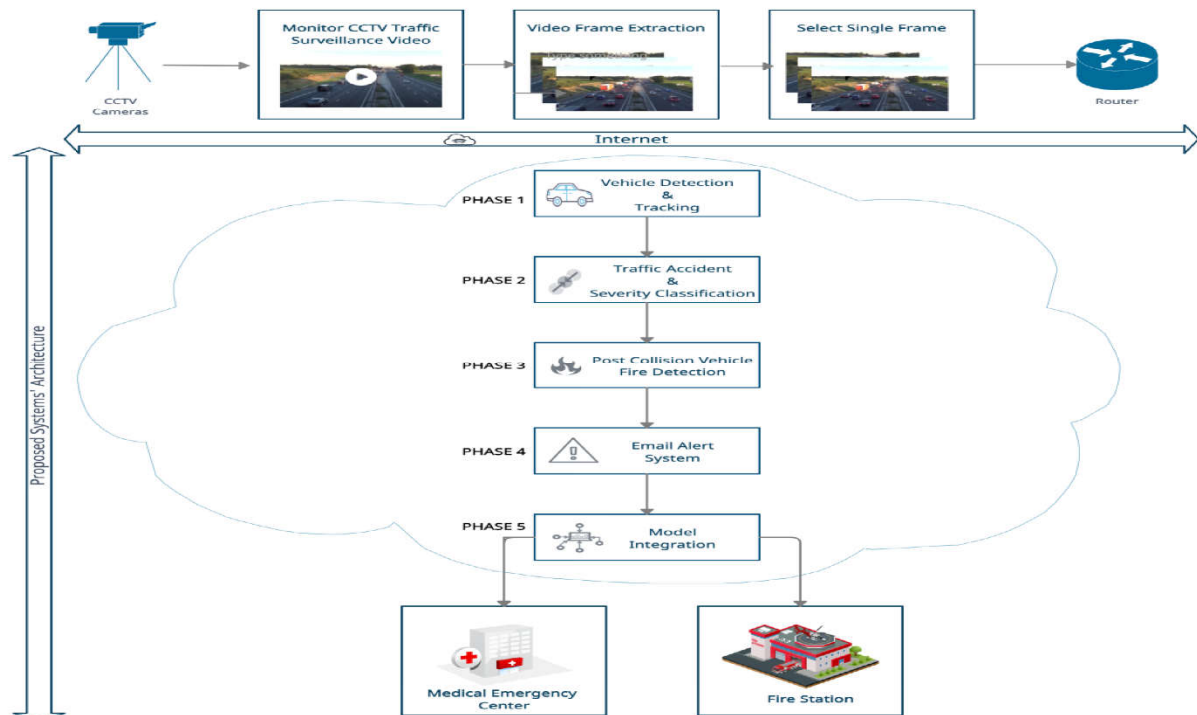 Monitor CCTV Traffic
Surveillance Video
Video Frame Extraction
Type something
Select Single Frame
CCTV
Cameras
Router
Internet
Proposed Systems' Architecture
PHASE 1
Vehicle Detection
&
Tracking
PHASE 2
Traffic Accident
&
Severity Classification
PHASE 3
Post Collision Vehicle
Fire Detection
PHASE 4
Email Alert
System
PHASE 5
Model
Integration
Medical Emergency
Center
Fire Station